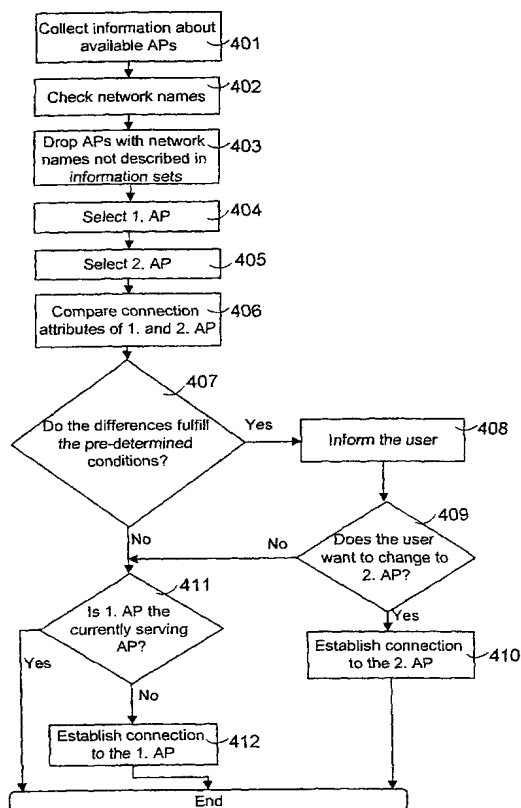 Collect information about
available APs
401
Check network names
402
Drop APs with network
names not described in
information sets
403
Select 1. AP
404
Select 2. AP
405
Compare connection
attributes of 1. and 2. AP
406
407
Do the differences fulfill
the pre-determined
conditions?
Yes
Inform the user
408
409
Does the user
want to change to
2. AP?
No
No
Yes
411
Is 1. AP the
currently serving
AP?
Establish connection
to the 2. AP
410
Yes
No
Establish connection
to the 1. AP
412
End